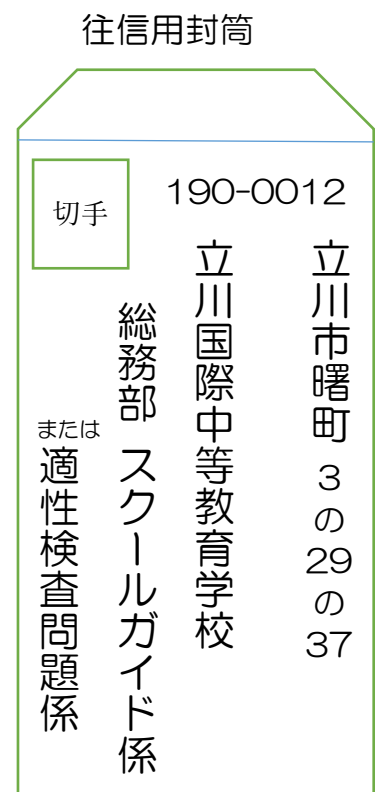 往信用封筒
切手
190-0012
立川市曙町 3の29の37
立川国際中等教育学校
総務部 スクールガイド係
または
適性検査問題係